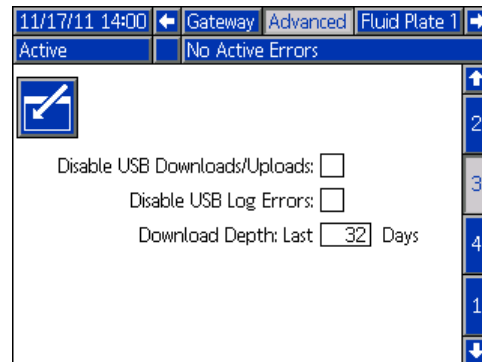 11/17/11 14:00 Gateway Advanced Fluid Plate 1
Active No Active Errors
2
Disable USB Downloads/Uploads:
3
Disable USB Log Errors:
Download Depth: Last 32 Days
4
1